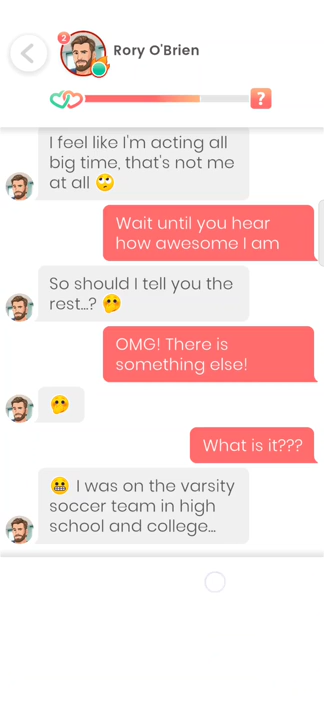 2
Rory O'Brien
?
I feel like I'm acting all
big time, that's not me
at all 🙄
Wait until you hear
how awesome I am
So should I tell you the
rest...? 🤭
OMG! There is
something else!
🤭
What is it???
😬 I was on the varsity
soccer team in high
school and college...